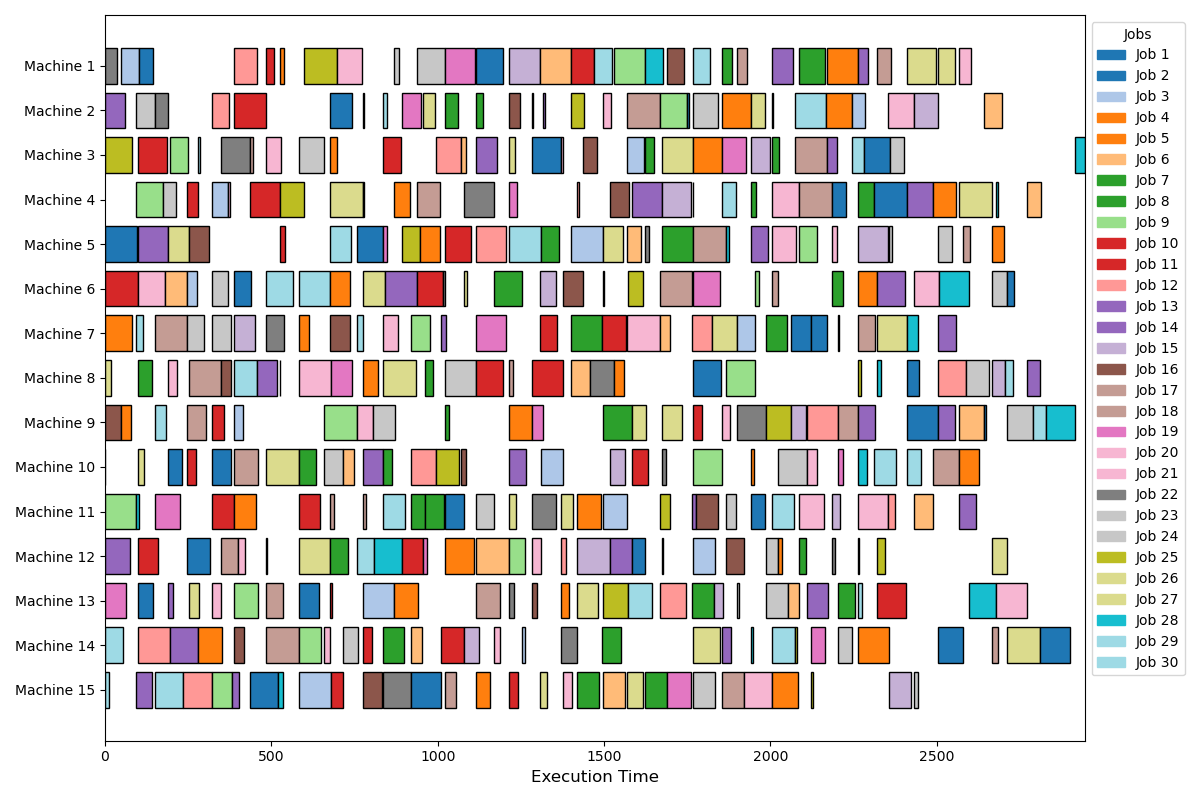 Machine 1
Machine 2
Machine 3
Machine 4
Machine 5
Machine 6
Machine 7
Machine 8
Machine 9
Machine 10
Machine 11
Machine 12
Machine 13
Machine 14
Machine 15
0 500 1000 1500 2000 2500
Execution Time
Jobs
Job 1
Job 2
Job 3
Job 4
Job 5
Job 6
Job 7
Job 8
Job 9
Job 10
Job 11
Job 12
Job 13
Job 14
Job 15
Job 16
Job 17
Job 18
Job 19
Job 20
Job 21
Job 22
Job 23
Job 24
Job 25
Job 26
Job 27
Job 28
Job 29
Job 30